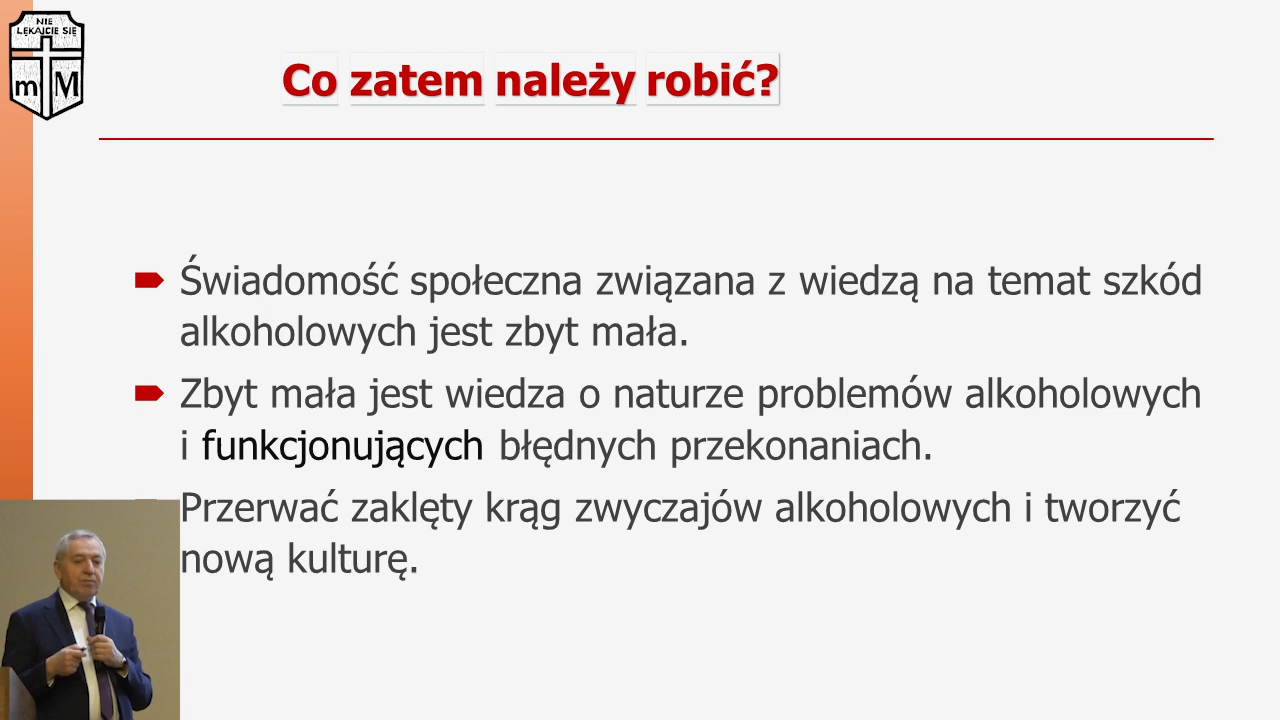 NIE
LĘKAJCIE SIĘ
m M
Co zatem należy robić?
Świadomość społeczna związana z wiedzą na temat szkód
alkoholowych jest zbyt mała.
Zbyt mała jest wiedza o naturze problemów alkoholowych
i funkcjonujących błędnych przekonaniach.
Przerwać zaklęty krąg zwyczajów alkoholowych i tworzyć
nową kulturę.